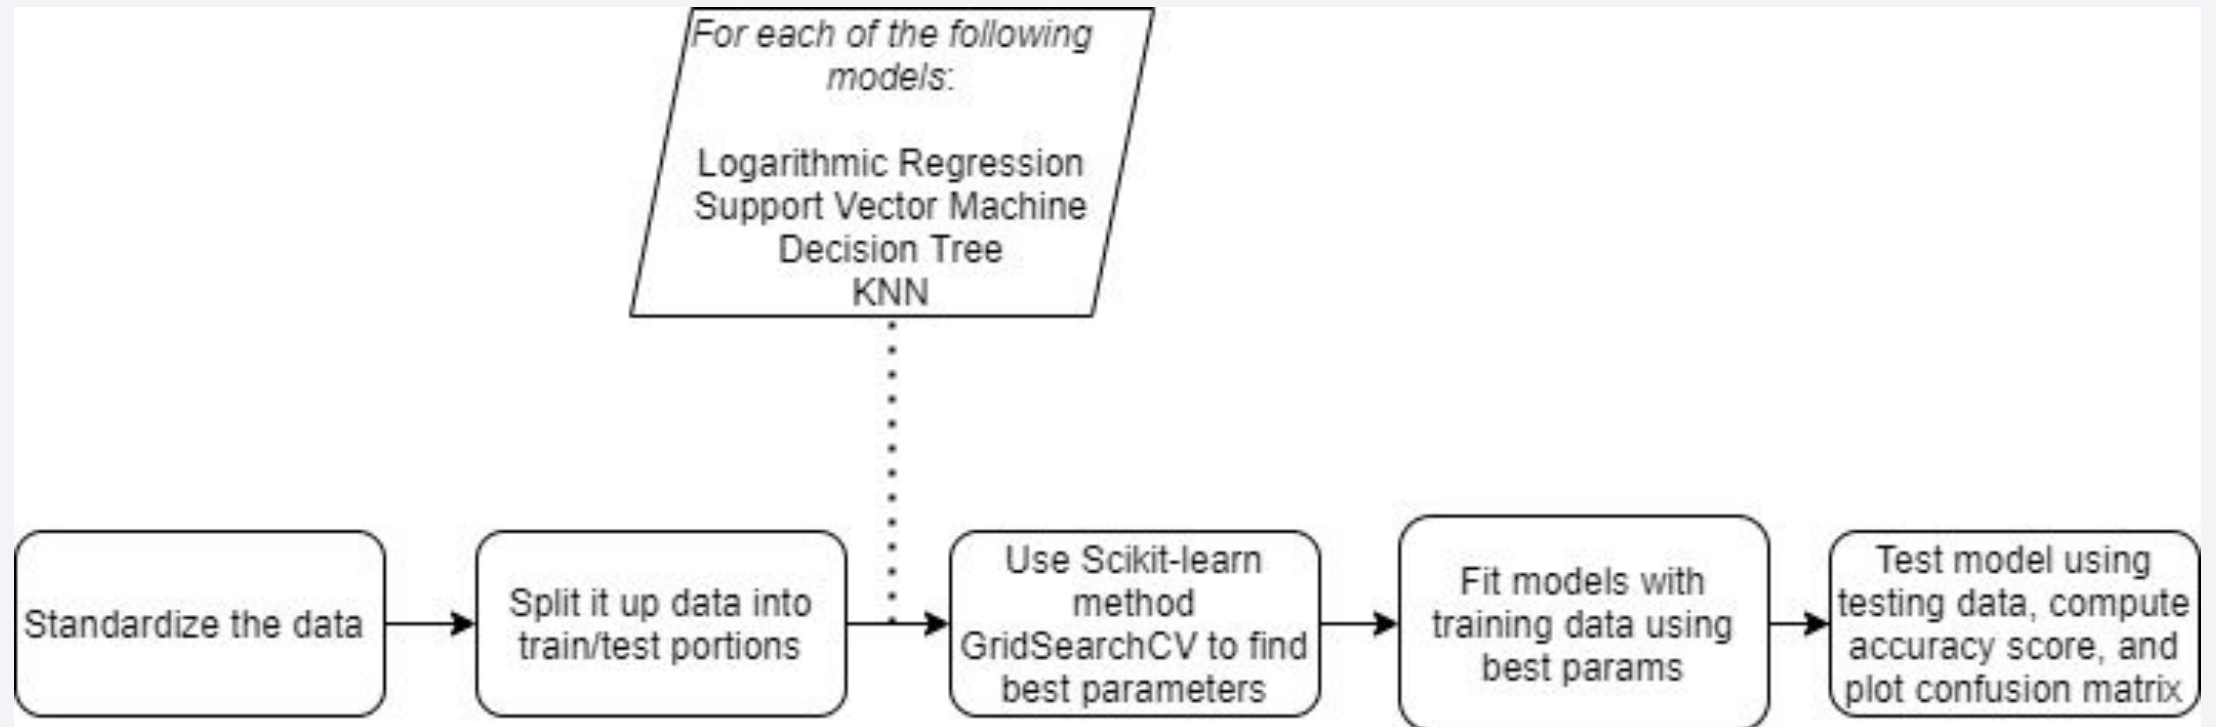 For each of the following
models:
Logarithmic Regression
Support Vector Machine
Decision Tree
KNN
Standardize the data
Split it up data into
train/test portions
Use Scikit-learn
method
GridSearchCV to find
best parameters
Fit models with
training data using
best params
Test model using
testing data, compute
accuracy score, and
plot confusion matrix